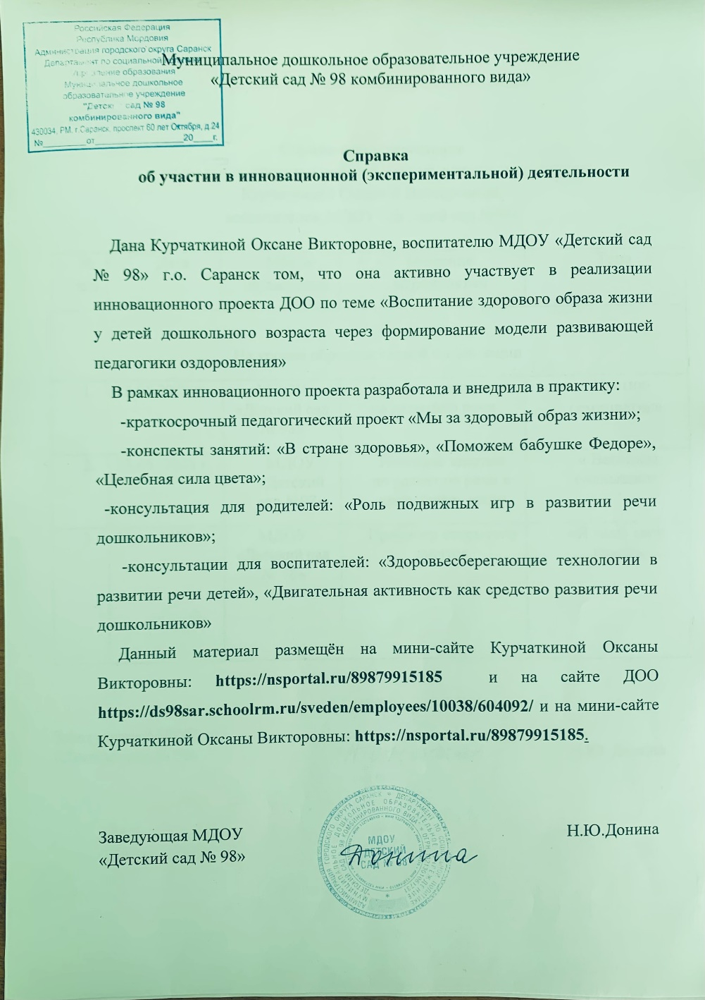 Российская Федерация
Республика Мордовия
Администрация городского округа Саранск
Департамент по социальной
управление образования
Муниципальное дошкольное
образовательное учреждение
"Детский сад № 98
комбинированного вида"
430034, РМ, г.Саранск, проспект 60 лет Октября, д.24
№__________от____________________20____г.
Муниципальное дошкольное образовательное учреждение
«Детский сад № 98 комбинированного вида»
Справка
об участии в инновационной (экспериментальной) деятельности
Дана Курчаткиной Оксане Викторовне, воспитателю МДОУ «Детский сад
№ 98» г.о. Саранск том, что она активно участвует в реализации
инновационного проекта ДОО по теме «Воспитание здорового образа жизни
у детей дошкольного возраста через формирование модели развивающей
педагогики оздоровления»
В рамках инновационного проекта разработала и внедрила в практику:
-краткосрочный педагогический проект «Мы за здоровый образ жизни»;
-конспекты занятий: «В стране здоровья», «Поможем бабушке Федоре»,
«Целебная сила цвета»;
-консультация для родителей: «Роль подвижных игр в развитии речи
дошкольников»;
-консультации для воспитателей: «Здоровьесберегающие технологии в
развитии речи детей», «Двигательная активность как средство развития речи
дошкольников»
Данный материал размещён на мини-сайте Курчаткиной Оксаны
Викторовны: https://nsportal.ru/89879915185 и на сайте ДОО
https://ds98sar.schoolrm.ru/sveden/employees/10038/604092/ и на мини-сайте
Курчаткиной Оксаны Викторовны: https://nsportal.ru/89879915185.
Заведующая МДОУ
«Детский сад № 98»
Н.Ю.Донина
МДОУ
ДЕТСКИЙ
САД № 98
Донина